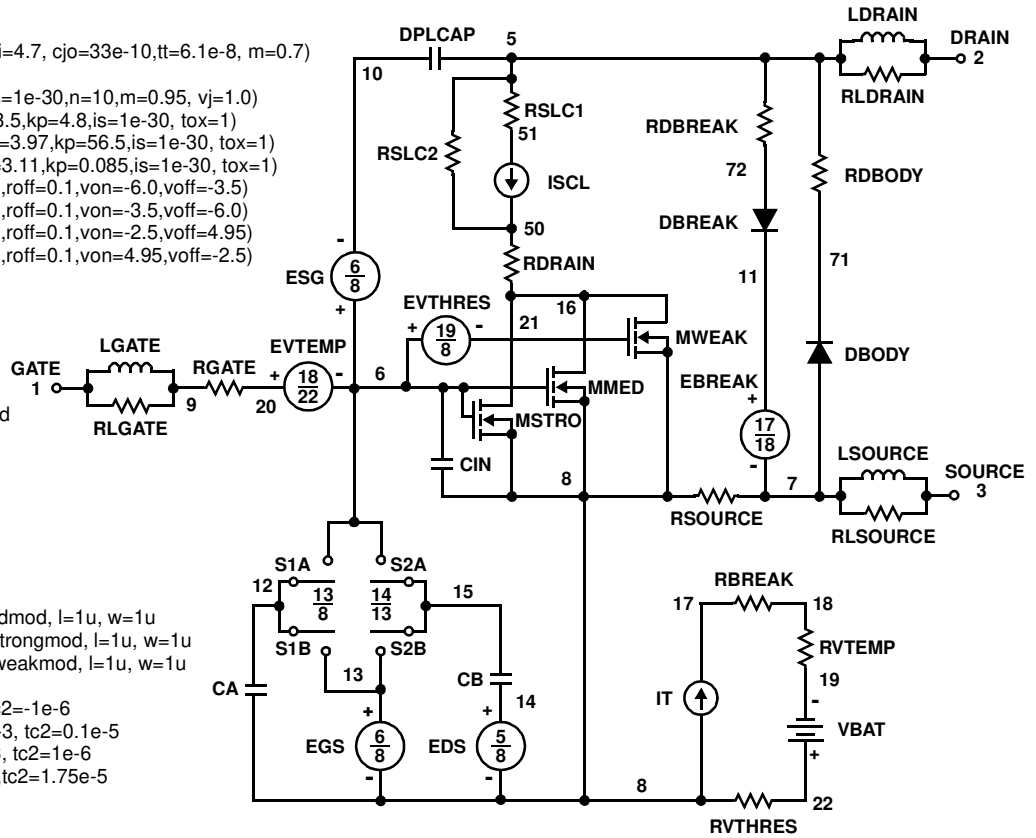 i=4.7, cjo=33e-10,tt=6.1e-8, m=0.7)
=1e-30,n=10,m=0.95, vj=1.0)
3.5,kp=4.8,is=1e-30, tox=1)
=3.97,kp=56.5,is=1e-30, tox=1)
=3.11,kp=0.085,is=1e-30, tox=1)
,roff=0.1,von=-6.0,voff=-3.5)
,roff=0.1,von=-3.5,voff=-6.0)
,roff=0.1,von=-2.5,voff=4.95)
,roff=0.1,von=4.95,voff=-2.5)
d
dmod, l=1u, w=1u
trongmod, l=1u, w=1u
weakmod, l=1u, w=1u
c2=-1e-6
-3, tc2=0.1e-5
, tc2=1e-6
,tc2=1.75e-5
LDRAIN
DPLCAP 5 DRAIN
10 2
RLDRAIN
RSLC1
51
RSLC2
RDBREAK
72
RDBODY
ISCL
DBREAK
50
71
RDRAIN
11
-
ESG 6/8
+
EVTHRES
+ 19/8 -
16
21
MWEAK
LGATE
EVTEMP
DBODY
GATE
1
RGATE
+ 18/22 -
6
MMED
EBREAK
+
9
20
MSTRO
17/18
-
RLGATE
LSOURCE
CIN
8
7
SOURCE
3
RSOURCE
RLSOURCE
S1A S2A
12 13/8 14/13 15
S1B S2B
13
RBREAK
17 18
RVTEMP
CA
CB
19
14
IT
-
VBAT
+
+ +
EGS 6/8 EDS 5/8
- -
8
22
RVTHRES